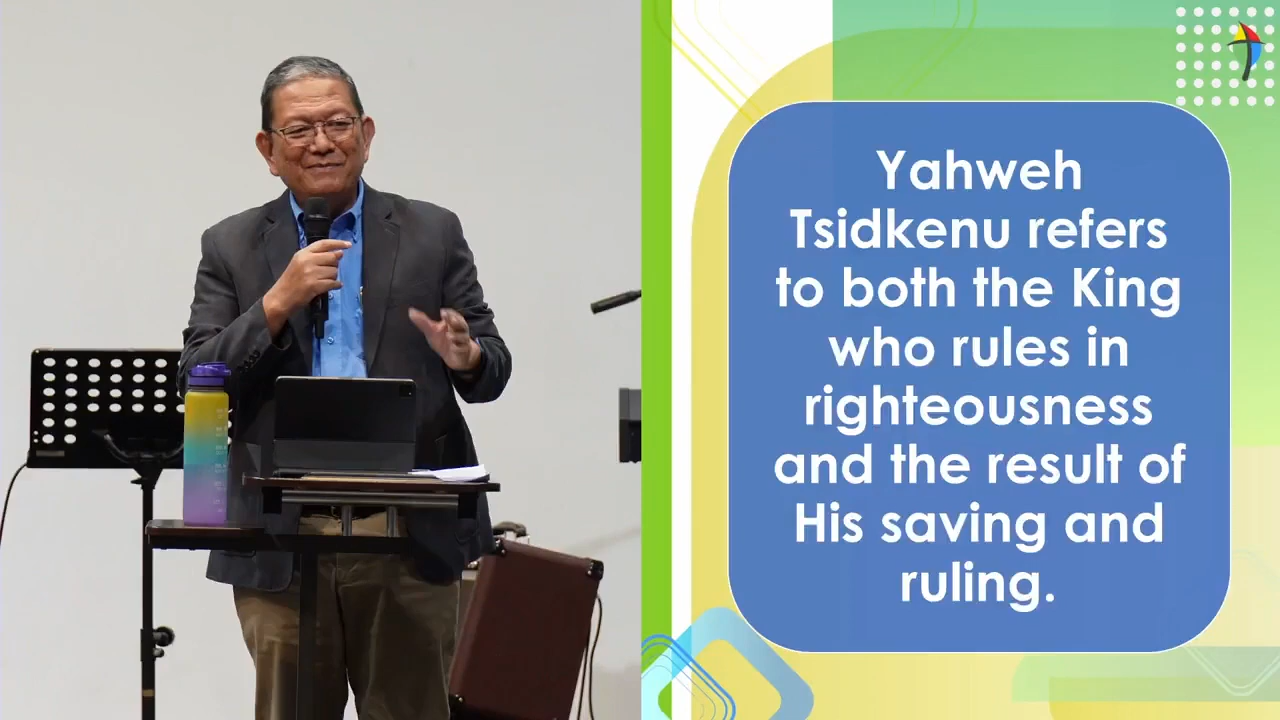 Yahweh
Tsidkenu refers
to both the King
who rules in
righteousness
and the result of
His saving and
ruling.